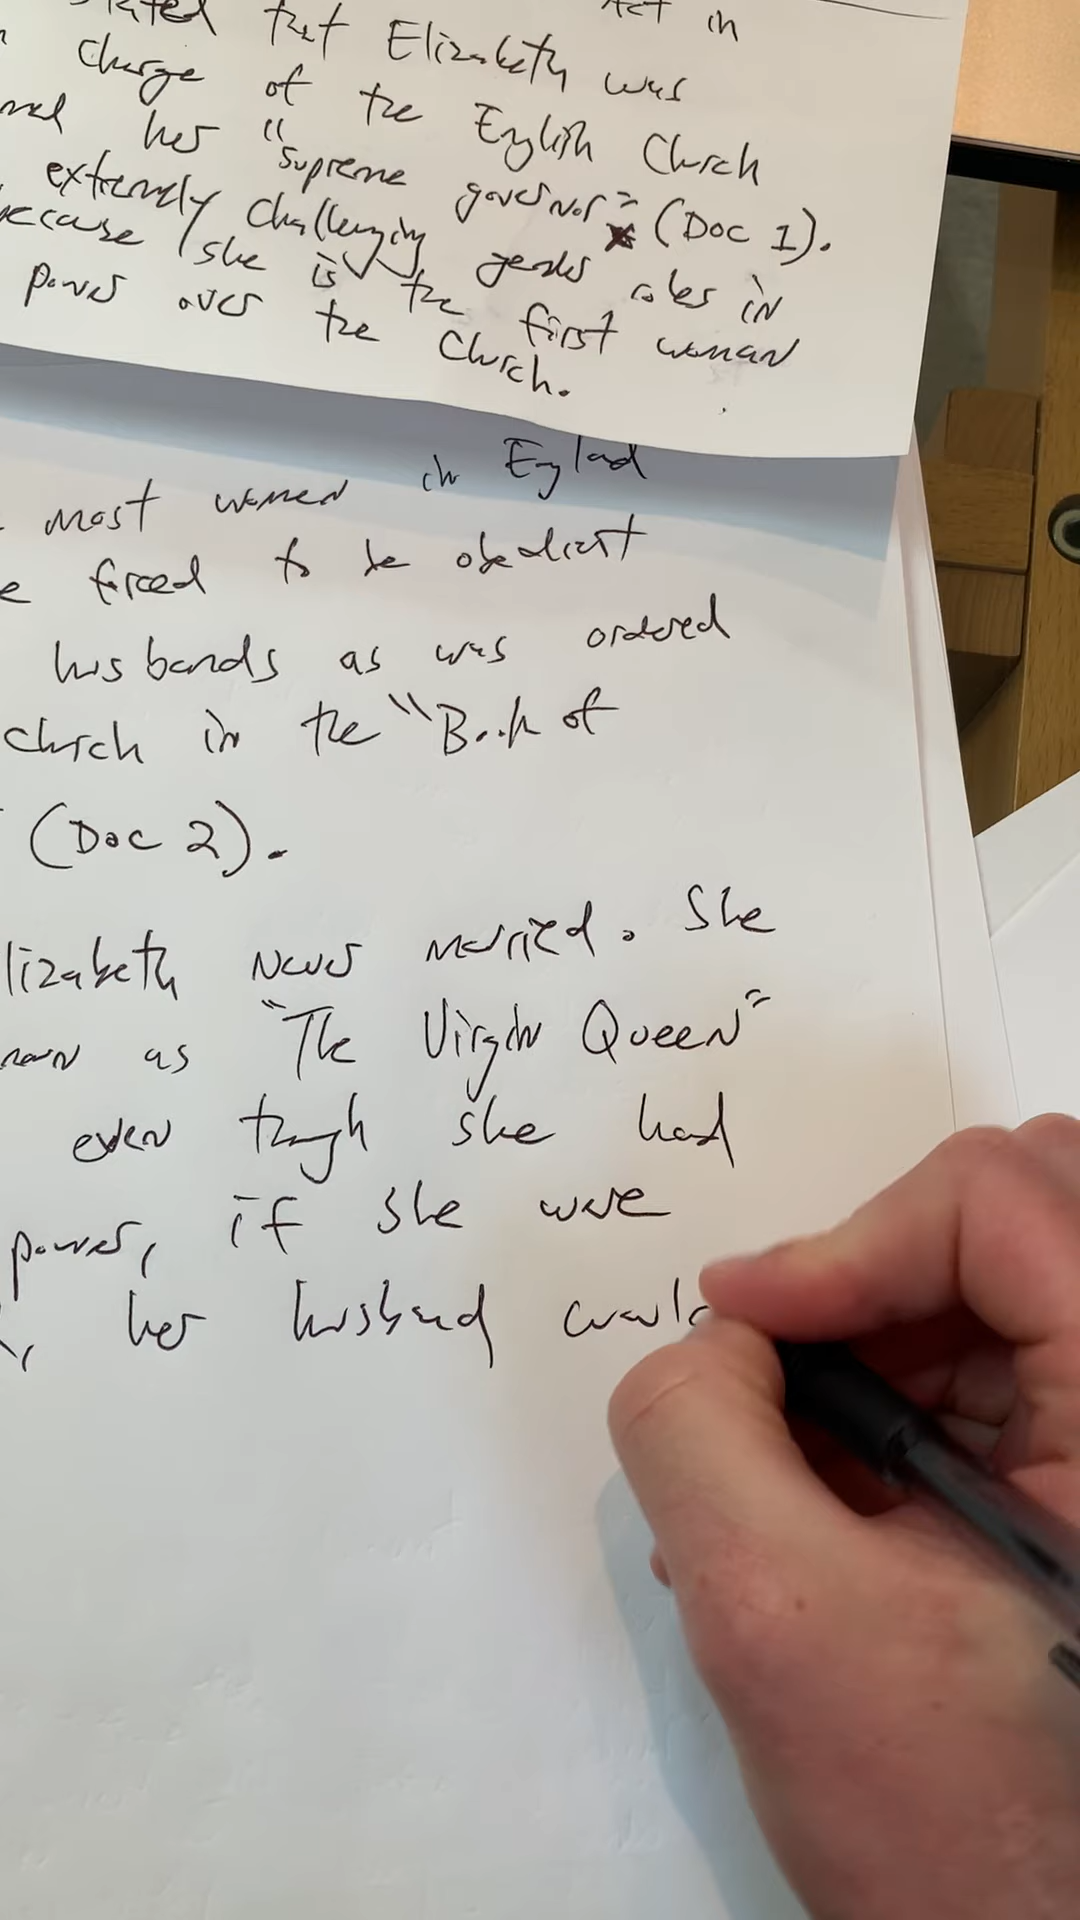 stated that Elizabeth was
Act in
charge of the English Church
her "supreme governor" (Doc 1).
extremely challenging gender roles in
because she is the first woman
power over the Church.
most women in England
forced to be obedient
husbands as was ordered
church in the "Book of
(Doc 2).
lizabeth never married. She
as "The Virgin Queen"
even though she had
power, if she were
her husband would